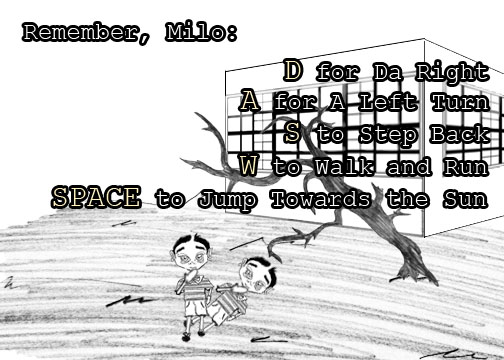 Remember, Milo:
D for Da Right
A for A Left Turn
S to Step Back
W to Walk and Run
SPACE to Jump Towards the Sun